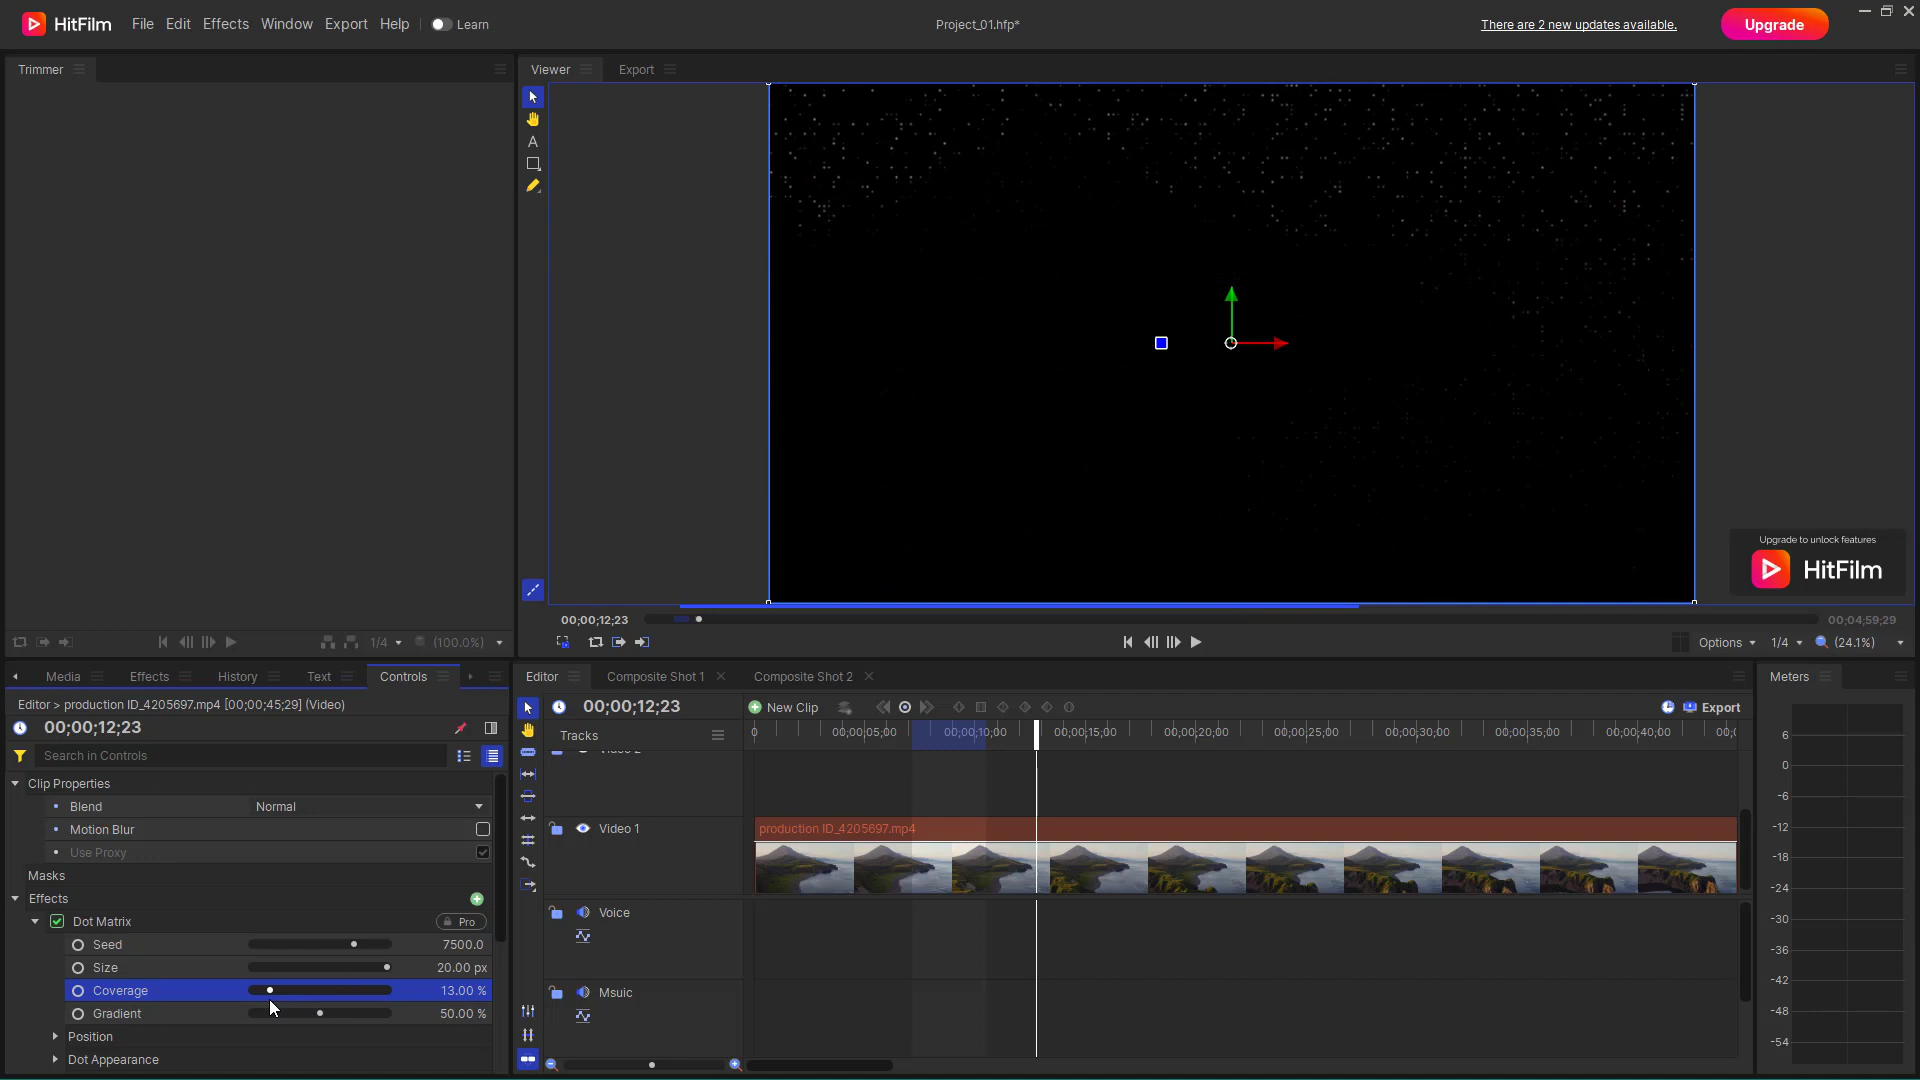 HitFilm File Edit Effects Window Export Help Learn Project_01.hfp* There are 2 new updates available. Upgrade
Trimmer
Viewer Export
A
Upgrade to unlock features
HitFilm
00;00;12;23 00;04;59;29
1/4 (100.0%)
Options 1/4 (24.1%)
Media Effects History Text Controls
Editor > production ID_4205697.mp4 [00;00;45;29] (Video)
00;00;12;23
Search in Controls
Clip Properties
Blend Normal
Motion Blur
Use Proxy
Masks
Effects
Dot Matrix Pro
Seed 7500.0
Size 20.00 px
Coverage 13.00 %
Gradient 50.00 %
Position
Dot Appearance
Editor Composite Shot 1 Composite Shot 2
00;00;12;23 New Clip Export
Tracks
0 00;00;05;00 00;00;10;00 00;00;15;00 00;00;20;00 00;00;25;00 00;00;30;00 00;00;35;00 00;00;40;00 00;0
Video 2
Video 1
production ID_4205697.mp4
Voice
Msuic
Meters
6
0
-6
-12
-18
-24
-30
-36
-42
-48
-54